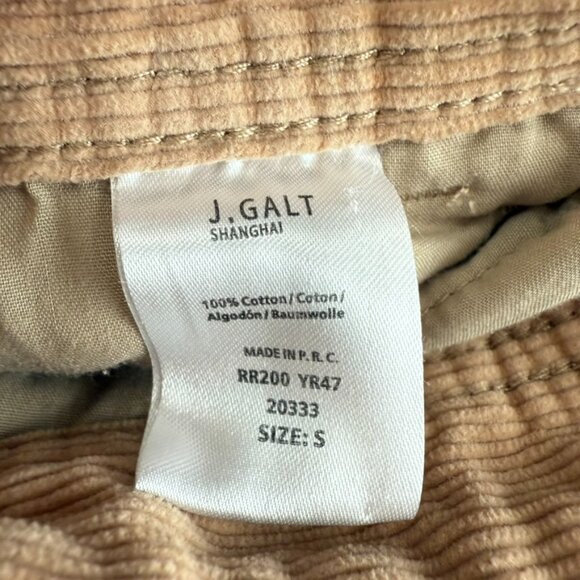 J.GALT
SHANGHAI
100% Cotton/Coton/
Algodón/Baumwolle
MADE IN P.R.C.
RR200 YR47
20333
SIZE: S